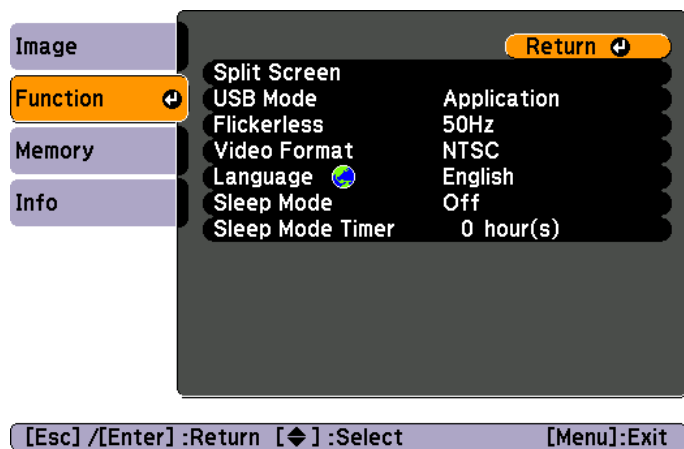 Image
Function
Memory
Info
Return
Split Screen
USB Mode Application
Flickerless 50Hz
Video Format NTSC
Language English
Sleep Mode Off
Sleep Mode Timer 0 hour(s)
[Esc] /[Enter] :Return [◆] :Select [Menu]:Exit